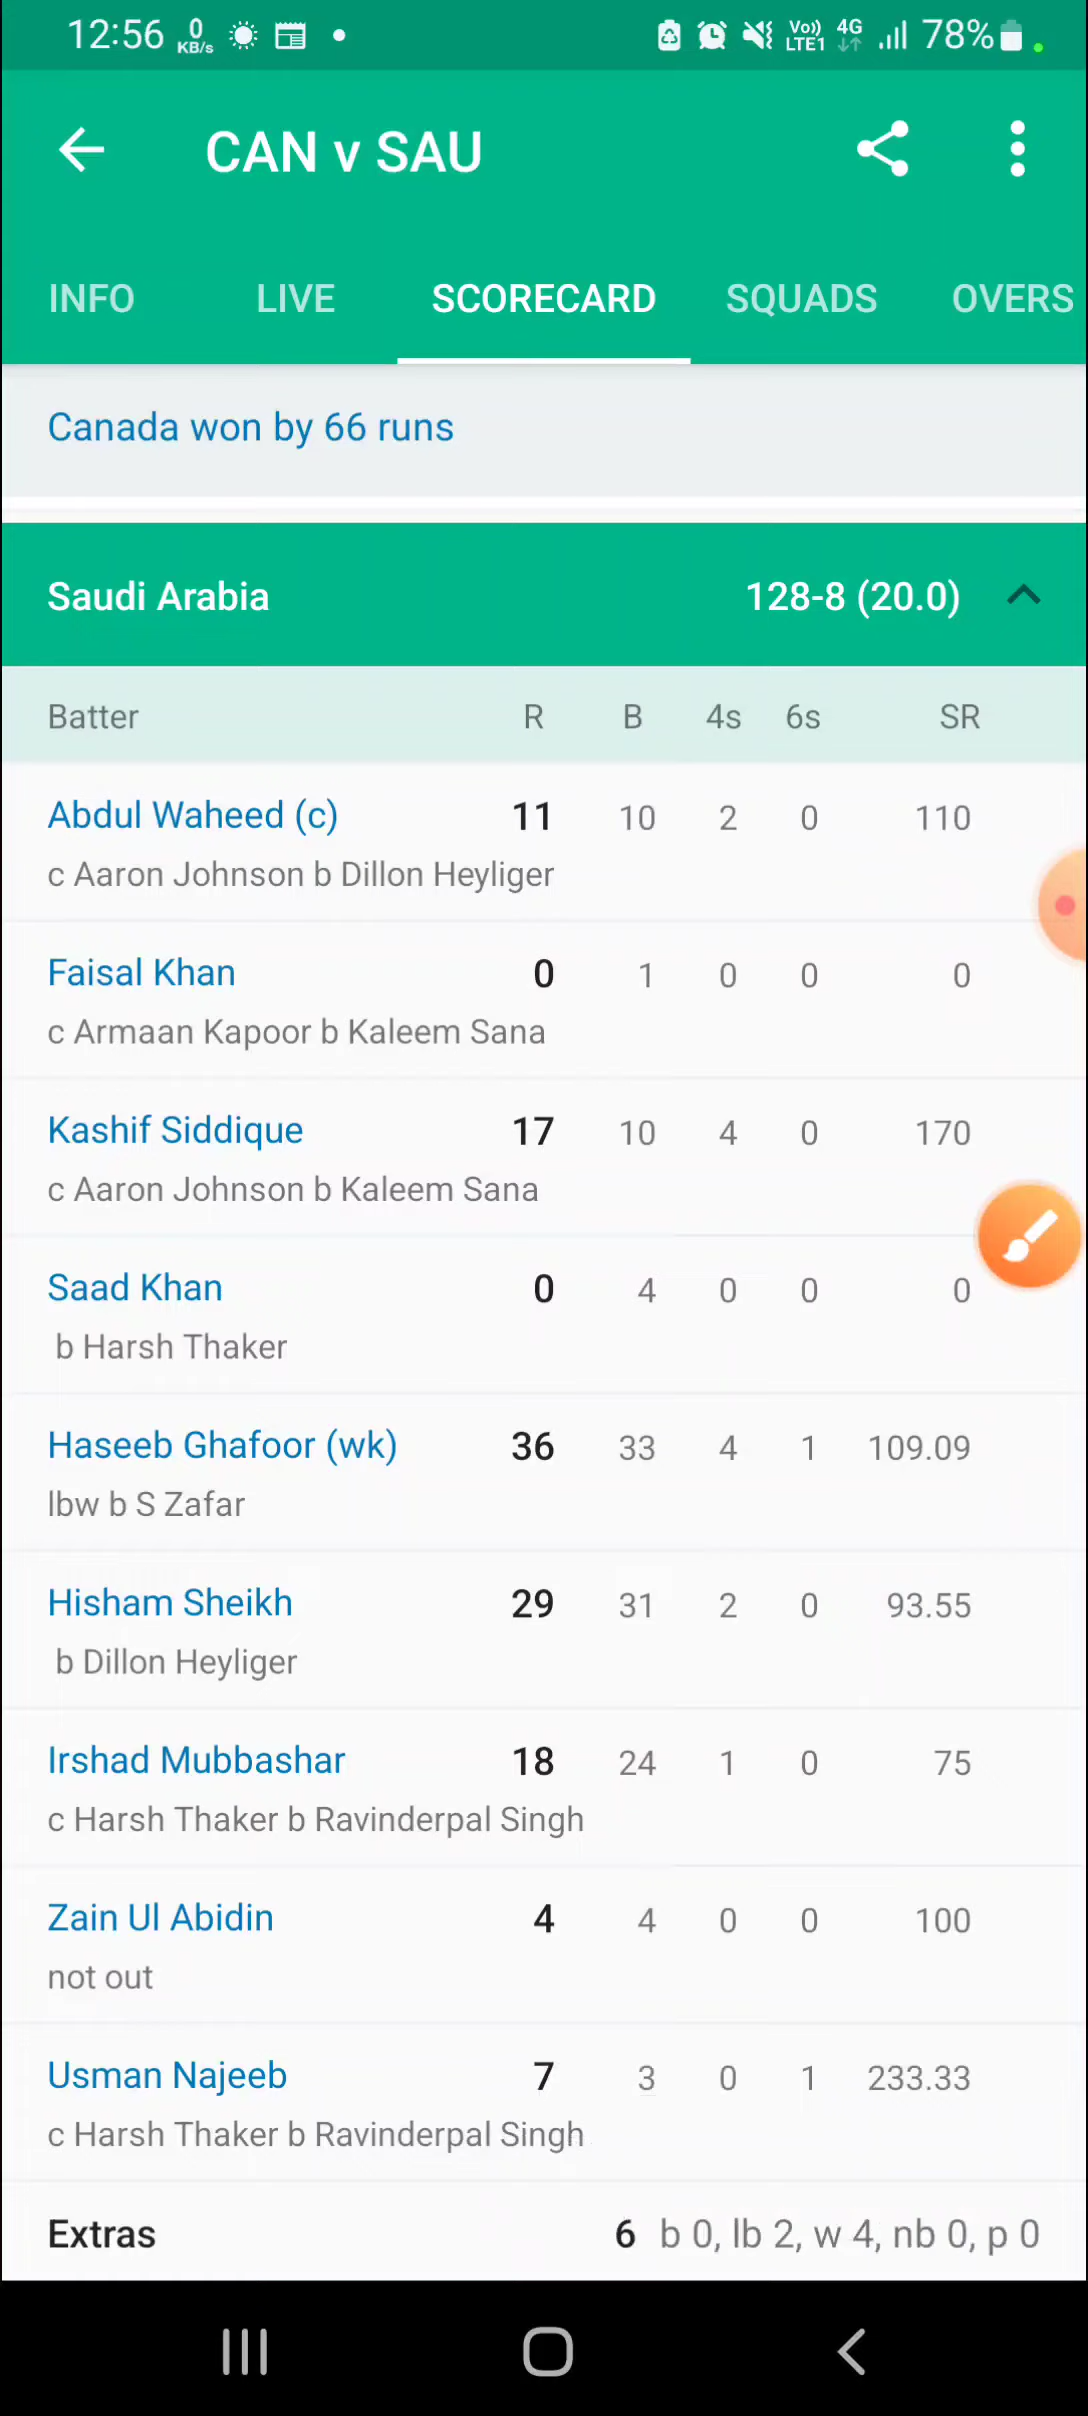 12:56 0 KB/s Vo)) LTE1 4G 78%
CAN v SAU
INFO LIVE SCORECARD SQUADS OVERS
Canada won by 66 runs
Saudi Arabia 128-8 (20.0)
Batter R B 4s 6s SR
Abdul Waheed (c) 11 10 2 0 110
c Aaron Johnson b Dillon Heyliger
Faisal Khan 0 1 0 0 0
c Armaan Kapoor b Kaleem Sana
Kashif Siddique 17 10 4 0 170
c Aaron Johnson b Kaleem Sana
Saad Khan 0 4 0 0 0
b Harsh Thaker
Haseeb Ghafoor (wk) 36 33 4 1 109.09
lbw b S Zafar
Hisham Sheikh 29 31 2 0 93.55
b Dillon Heyliger
Irshad Mubbashar 18 24 1 0 75
c Harsh Thaker b Ravinderpal Singh
Zain Ul Abidin 4 4 0 0 100
not out
Usman Najeeb 7 3 0 1 233.33
c Harsh Thaker b Ravinderpal Singh
Extras 6 b 0, lb 2, w 4, nb 0, p 0